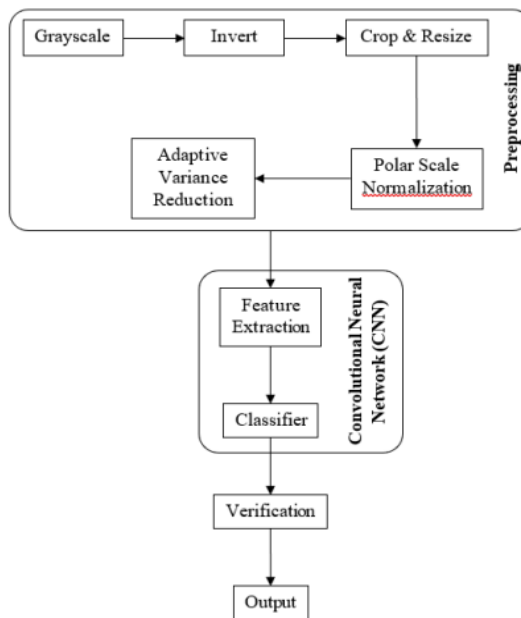 Grayscale
Invert
Crop & Resize
Preprocessing
Adaptive
Variance
Reduction
Polar Scale
Normalization
Feature
Extraction
Convolutional Neural
Network (CNN)
Classifier
Verification
Output